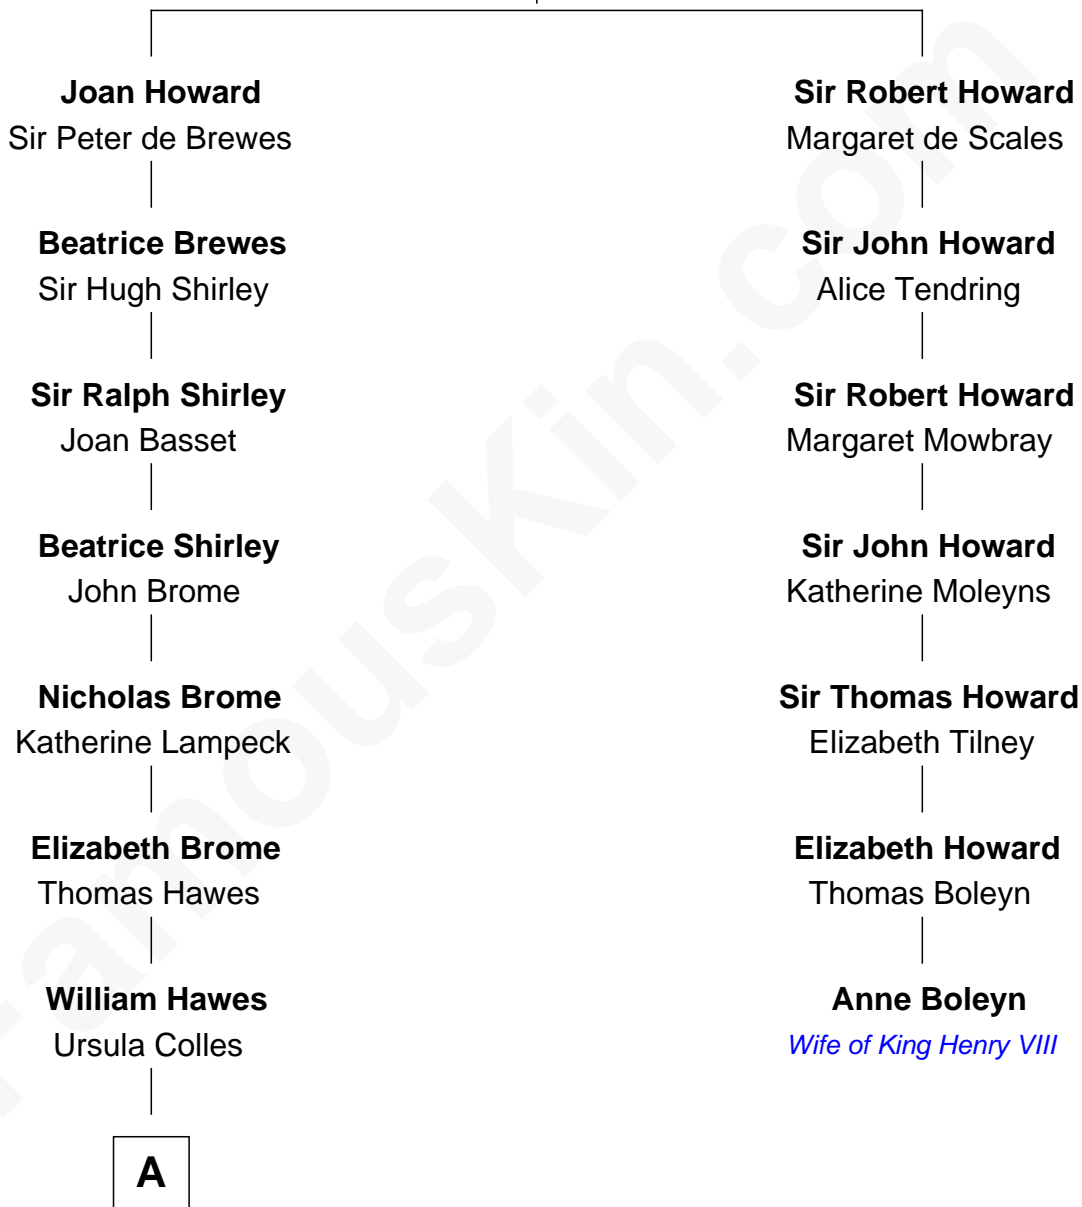 Joan Howard
Sir Peter de Brewes
Beatrice Brewes
Sir Hugh Shirley
Sir Ralph Shirley
Joan Basset
Beatrice Shirley
John Brome
Nicholas Brome
Katherine Lampeck
Elizabeth Brome
Thomas Hawes
William Hawes
Ursula Colles
A
Sir Robert Howard
Margaret de Scales
Sir John Howard
Alice Tendring
Sir Robert Howard
Margaret Mowbray
Sir John Howard
Katherine Moleyns
Sir Thomas Howard
Elizabeth Tilney
Elizabeth Howard
Thomas Boleyn
Anne Boleyn
Wife of King Henry VIII
FamousKin.com